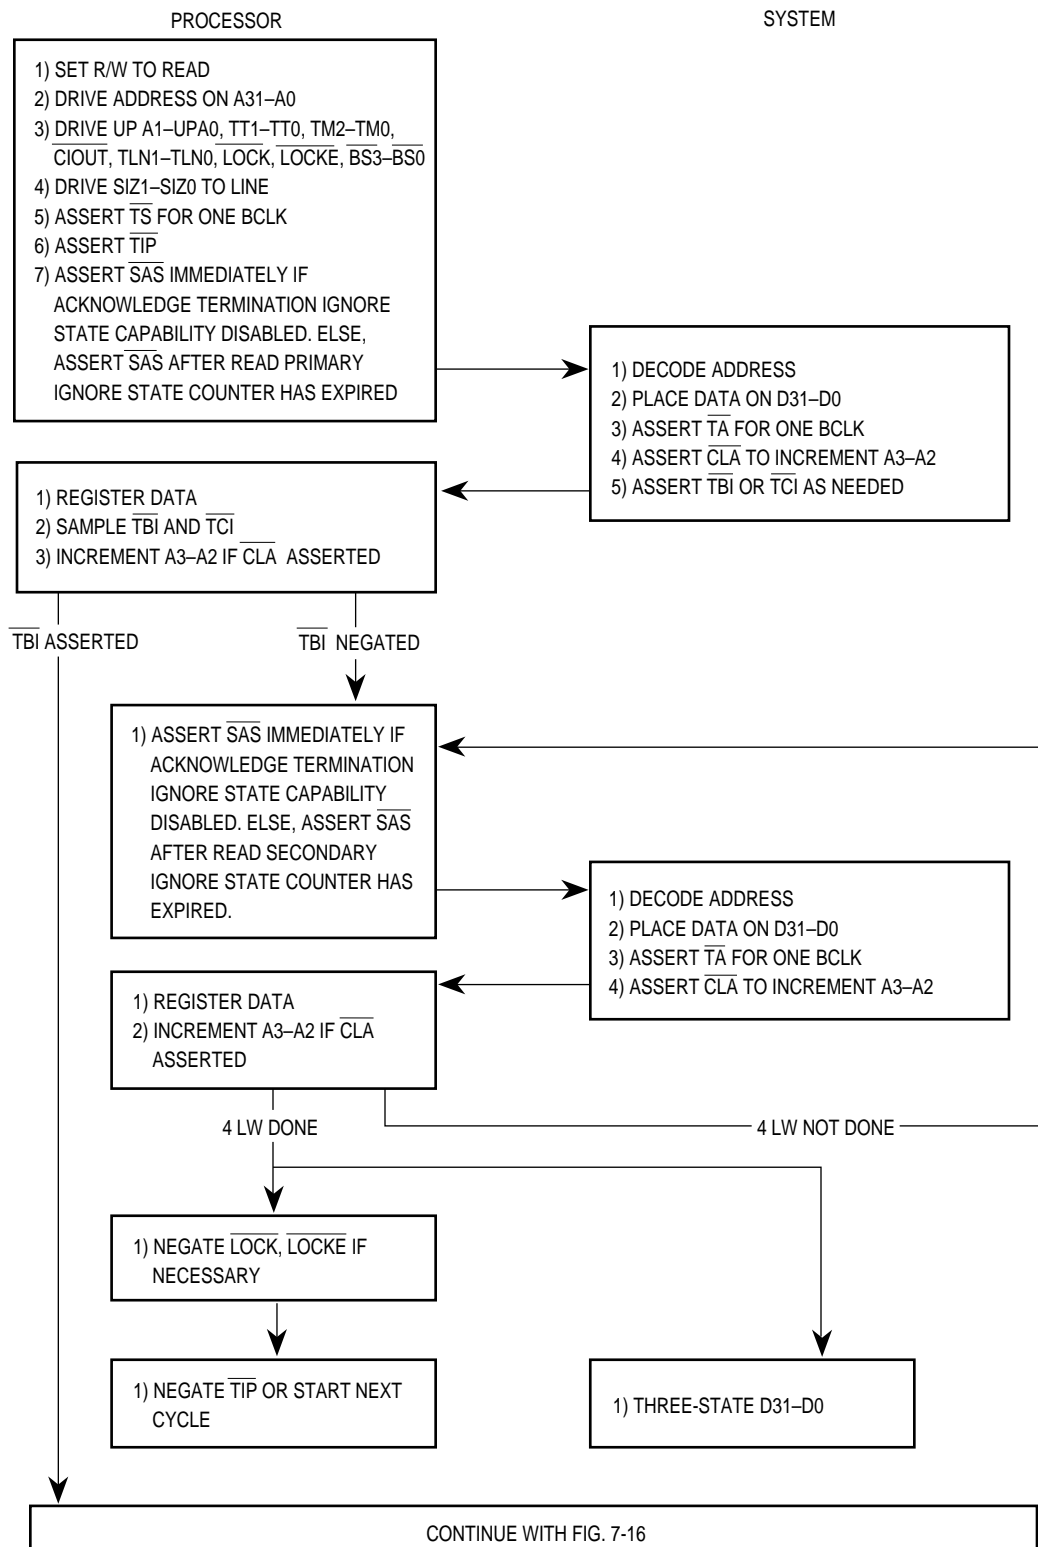 PROCESSOR
SYSTEM
1) SET R/W TO READ
2) DRIVE ADDRESS ON A31–A0
3) DRIVE UP A1–UPA0, TT1–TT0, TM2–TM0,
CIOUT, TLN1–TLN0, LOCK, LOCKE, BS3–BS0
4) DRIVE SIZ1–SIZ0 TO LINE
5) ASSERT TS FOR ONE BCLK
6) ASSERT TIP
7) ASSERT SAS IMMEDIATELY IF
ACKNOWLEDGE TERMINATION IGNORE
STATE CAPABILITY DISABLED. ELSE,
ASSERT SAS AFTER READ PRIMARY
IGNORE STATE COUNTER HAS EXPIRED
1) DECODE ADDRESS
2) PLACE DATA ON D31–D0
3) ASSERT TA FOR ONE BCLK
4) ASSERT CLA TO INCREMENT A3–A2
5) ASSERT TBI OR TCI AS NEEDED
1) REGISTER DATA
2) SAMPLE TBI AND TCI
3) INCREMENT A3–A2 IF CLA ASSERTED
TBI ASSERTED
TBI NEGATED
1) ASSERT SAS IMMEDIATELY IF
ACKNOWLEDGE TERMINATION
IGNORE STATE CAPABILITY
DISABLED. ELSE, ASSERT SAS
AFTER READ SECONDARY
IGNORE STATE COUNTER HAS
EXPIRED.
1) DECODE ADDRESS
2) PLACE DATA ON D31–D0
3) ASSERT TA FOR ONE BCLK
4) ASSERT CLA TO INCREMENT A3–A2
1) REGISTER DATA
2) INCREMENT A3–A2 IF CLA
ASSERTED
4 LW DONE
4 LW NOT DONE
1) NEGATE LOCK, LOCKE IF
NECESSARY
1) NEGATE TIP OR START NEXT
CYCLE
1) THREE-STATE D31–D0
CONTINUE WITH FIG. 7-16